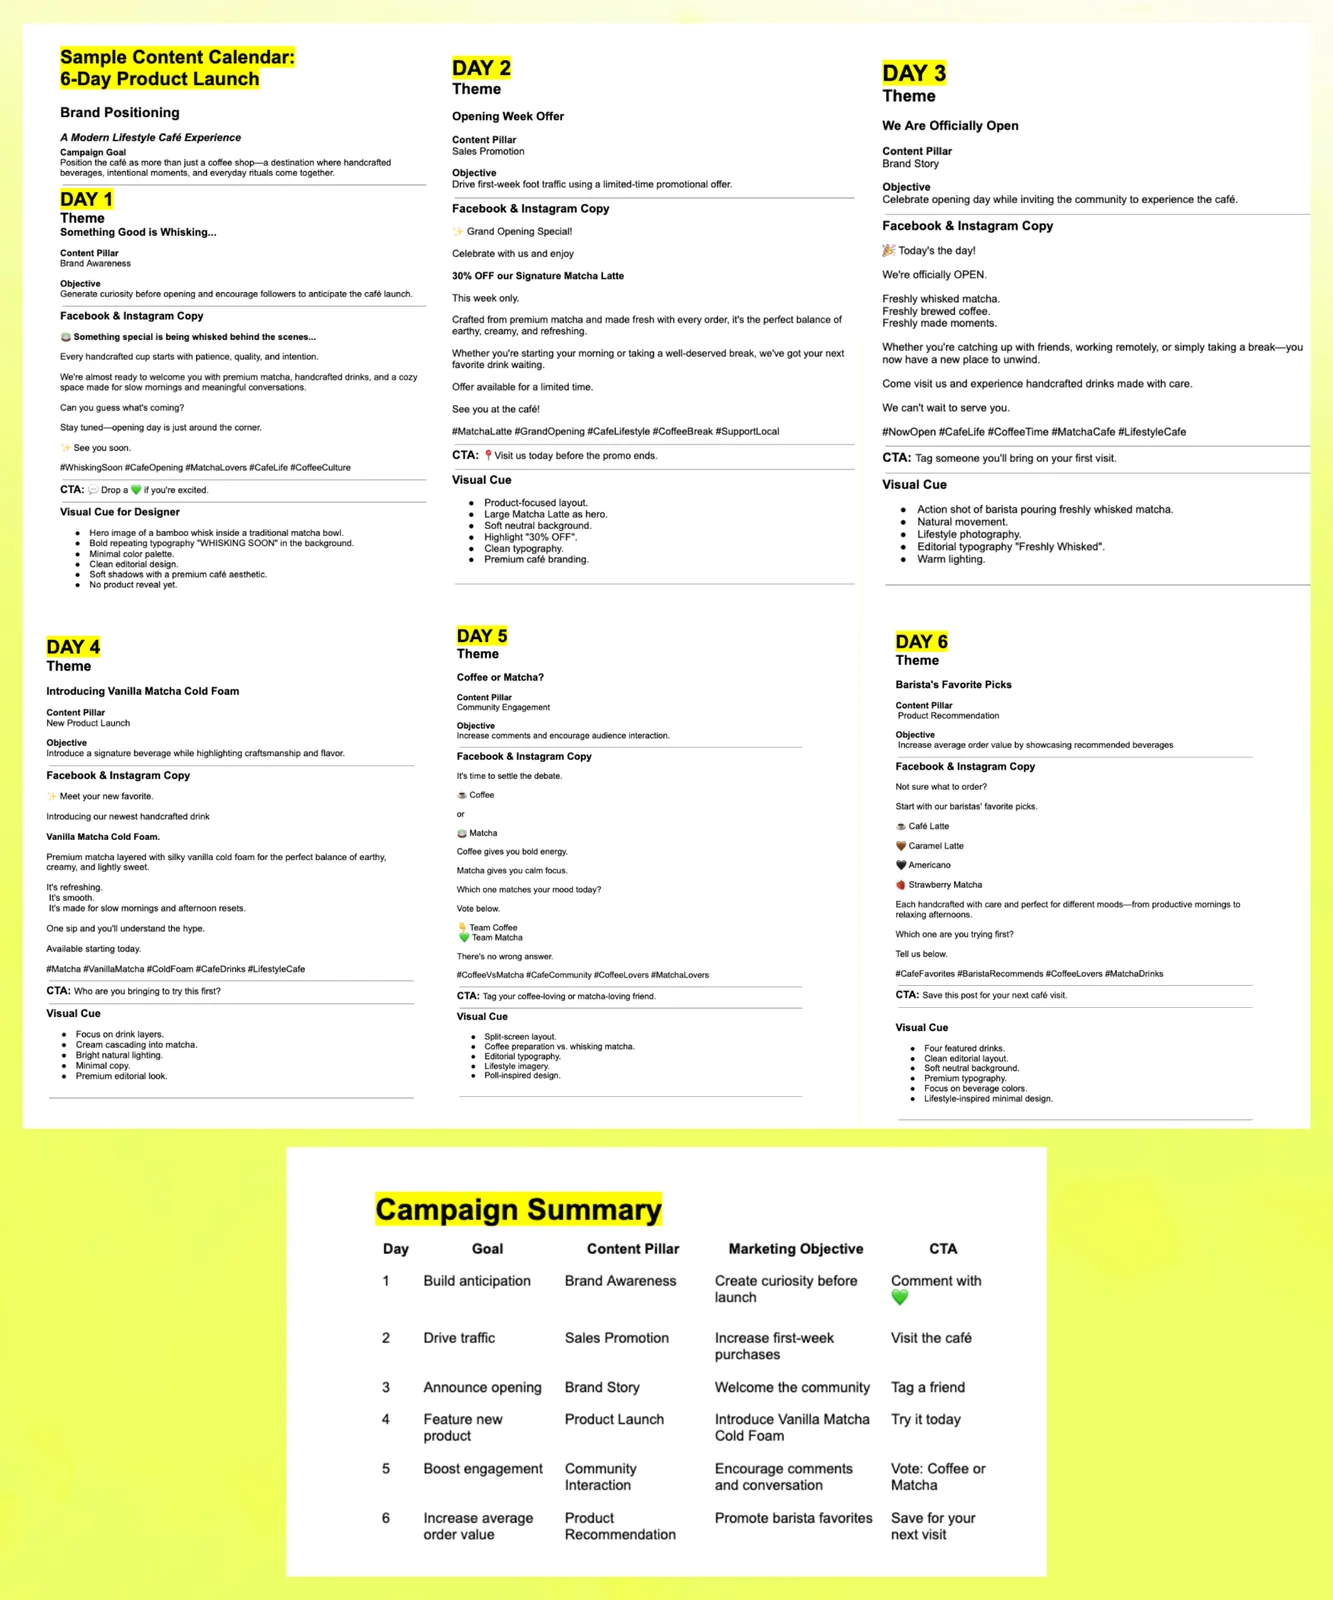 Sample Content Calendar:
6-Day Product Launch
Brand Positioning
A Modern Lifestyle Café Experience
Campaign Goal
Position the café as more than just a coffee shop—a destination where handcrafted
beverages, intentional moments, and everyday rituals come together.
DAY 1
Theme
Something Good is Whisking...
Content Pillar
Brand Awareness
Objective
Generate curiosity before opening and encourage followers to anticipate the café launch.
Facebook & Instagram Copy
🍵 Something special is being whisked behind the scenes...
Every handcrafted cup starts with patience, quality, and intention.
We're almost ready to welcome you with premium matcha, handcrafted drinks, and a cozy
space made for slow mornings and meaningful conversations.
Can you guess what's coming?
Stay tuned—opening day is just around the corner.
✨ See you soon.
#WhiskingSoon #CafeOpening #MatchaLovers #CafeLife #CoffeeCulture
CTA: 💬 Drop a 💚 if you're excited.
Visual Cue for Designer
● Hero image of a bamboo whisk inside a traditional matcha bowl.
● Bold repeating typography "WHISKING SOON" in the background.
● Minimal color palette.
● Clean editorial design.
● Soft shadows with a premium café aesthetic.
● No product reveal yet.
DAY 2
Theme
Opening Week Offer
Content Pillar
Sales Promotion
Objective
Drive first-week foot traffic using a limited-time promotional offer.
Facebook & Instagram Copy
✨ Grand Opening Special!
Celebrate with us and enjoy
30% OFF our Signature Matcha Latte
This week only.
Crafted from premium matcha and made fresh with every order, it's the perfect balance of
earthy, creamy, and refreshing.
Whether you're starting your morning or taking a well-deserved break, we've got your next
favorite drink waiting.
Offer available for a limited time.
See you at the café!
#MatchaLatte #GrandOpening #CafeLifestyle #CoffeeBreak #SupportLocal
CTA: 📍Visit us today before the promo ends.
Visual Cue
● Product-focused layout.
● Large Matcha Latte as hero.
● Soft neutral background.
● Highlight "30% OFF".
● Clean typography.
● Premium café branding.
DAY 3
Theme
We Are Officially Open
Content Pillar
Brand Story
Objective
Celebrate opening day while inviting the community to experience the café.
Facebook & Instagram Copy
🎉 Today's the day!
We're officially OPEN.
Freshly whisked matcha.
Freshly brewed coffee.
Freshly made moments.
Whether you're catching up with friends, working remotely, or simply taking a break—you
now have a new place to unwind.
Come visit us and experience handcrafted drinks made with care.
We can't wait to serve you.
#NowOpen #CafeLife #CoffeeTime #MatchaCafe #LifestyleCafe
CTA: Tag someone you'll bring on your first visit.
Visual Cue
● Action shot of barista pouring freshly whisked matcha.
● Natural movement.
● Lifestyle photography.
● Editorial typography "Freshly Whisked".
● Warm lighting.
DAY 4
Theme
Introducing Vanilla Matcha Cold Foam
Content Pillar
New Product Launch
Objective
Introduce a signature beverage while highlighting craftsmanship and flavor.
Facebook & Instagram Copy
✨ Meet your new favorite.
Introducing our newest handcrafted drink
Vanilla Matcha Cold Foam.
Premium matcha layered with silky vanilla cold foam for the perfect balance of earthy,
creamy, and lightly sweet.
It's refreshing.
It's smooth.
It's made for slow mornings and afternoon resets.
One sip and you'll understand the hype.
Available starting today.
#Matcha #VanillaMatcha #ColdFoam #CafeDrinks #LifestyleCafe
CTA: Who are you bringing to try this first?
Visual Cue
● Focus on drink layers.
● Cream cascading into matcha.
● Bright natural lighting.
● Minimal copy.
● Premium editorial look.
DAY 5
Theme
Coffee or Matcha?
Content Pillar
Community Engagement
Objective
Increase comments and encourage audience interaction.
Facebook & Instagram Copy
It's time to settle the debate.
☕ Coffee
or
🍵 Matcha
Coffee gives you bold energy.
Matcha gives you calm focus.
Which one matches your mood today?
Vote below.
👇 Team Coffee
💚 Team Matcha
There's no wrong answer.
#CoffeeVsMatcha #CafeCommunity #CoffeeLovers #MatchaLovers
CTA: Tag your coffee-loving or matcha-loving friend.
Visual Cue
● Split-screen layout.
● Coffee preparation vs. whisking matcha.
● Editorial typography.
● Lifestyle imagery.
● Poll-inspired design.
DAY 6
Theme
Barista's Favorite Picks
Content Pillar
Product Recommendation
Objective
Increase average order value by showcasing recommended beverages
Facebook & Instagram Copy
Not sure what to order?
Start with our baristas' favorite picks.
☕ Café Latte
🤎 Caramel Latte
🖤 Americano
🍓 Strawberry Matcha
Each handcrafted with care and perfect for different moods—from productive mornings to
relaxing afternoons.
Which one are you trying first?
Tell us below.
#CafeFavorites #BaristaRecommends #CoffeeLovers #MatchaDrinks
CTA: Save this post for your next café visit.
Visual Cue
● Four featured drinks.
● Clean editorial layout.
● Soft neutral background.
● Premium typography.
● Focus on beverage colors.
● Lifestyle-inspired minimal design.
Campaign Summary
Day Goal Content Pillar Marketing Objective CTA
1 Build anticipation Brand Awareness Create curiosity before launch Comment with 💚
2 Drive traffic Sales Promotion Increase first-week purchases Visit the café
3 Announce opening Brand Story Welcome the community Tag a friend
4 Feature new product Product Launch Introduce Vanilla Matcha Cold Foam Try it today
5 Boost engagement Community Interaction Encourage comments and conversation Vote: Coffee or Matcha
6 Increase average order value Product Recommendation Promote barista favorites Save for your next visit